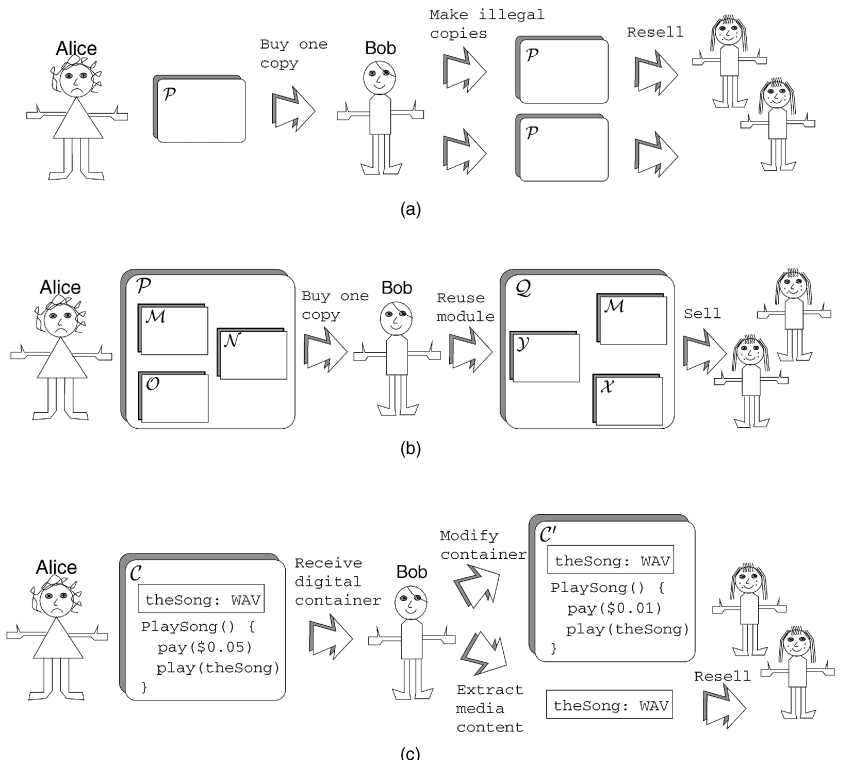 Alice
𝒫
Buy one
copy
Bob
Make illegal
copies
𝒫
𝒫
Resell
(a)
Alice
𝒫
ℳ
𝒩
𝒪
Buy one
copy
Bob
Reuse
module
𝒬
ℳ
𝒴
𝒳
Sell
(b)
Alice
𝒞
theSong: WAV
PlaySong() {
pay($0.05)
play(theSong)
}
Receive
digital
container
Bob
Modify
container
𝒞′
theSong: WAV
PlaySong() {
pay($0.01)
play(theSong)
}
Extract
media
content
theSong: WAV
Resell
(c)